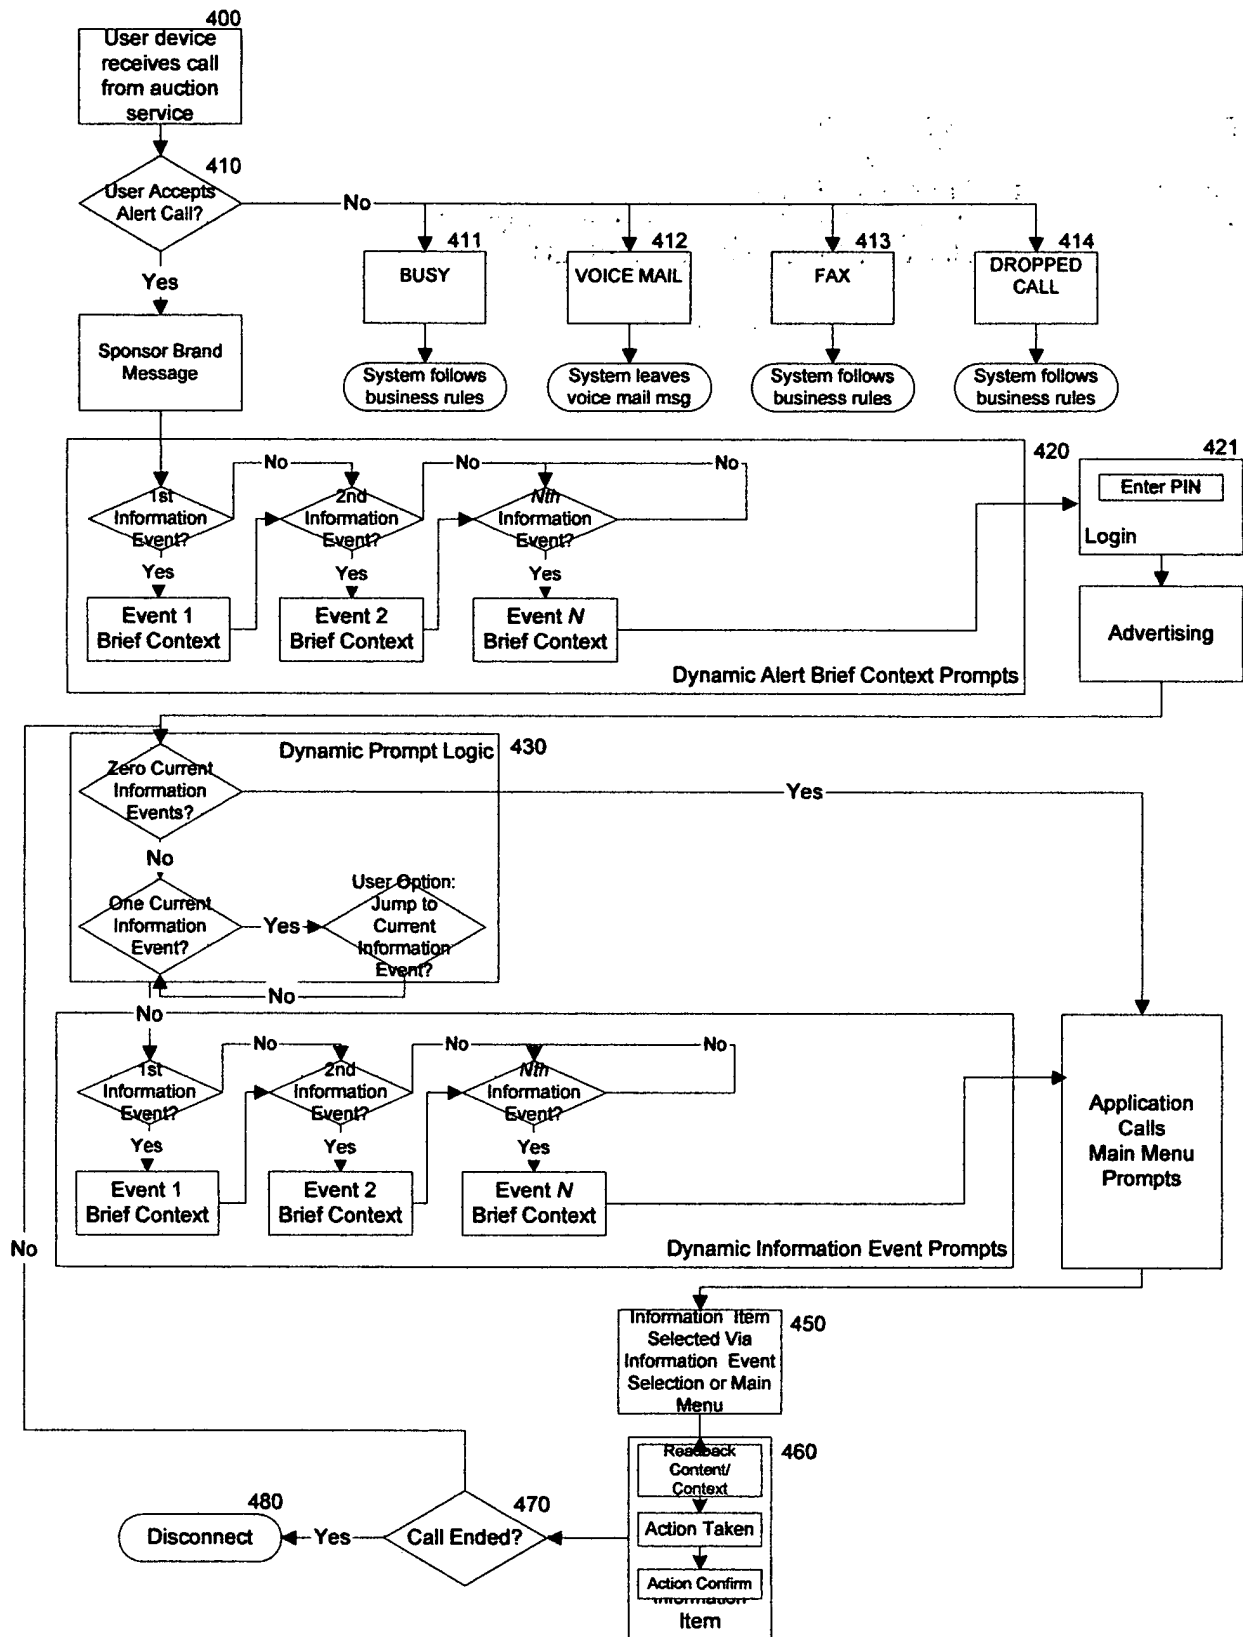 400
User device
receives call
from auction
service
410
User Accepts
Alert Call?
No
Yes
411
BUSY
412
VOICE MAIL
413
FAX
414
DROPPED
CALL
Sponsor Brand
Message
System follows
business rules
System leaves
voice mail msg
System follows
business rules
System follows
business rules
420
1st
Information
Event?
No
2nd
Information
Event?
No
Nth
Information
Event?
No
Yes
Yes
Yes
Event 1
Brief Context
Event 2
Brief Context
Event N
Brief Context
Dynamic Alert Brief Context Prompts
421
Enter PIN
Login
Advertising
Dynamic Prompt Logic
430
Zero Current
Information
Events?
Yes
No
One Current
Information
Event?
Yes
User Option:
Jump to
Current
Information
Event?
No
No
1st
Information
Event?
No
2nd
Information
Event?
No
Nth
Information
Event?
No
Yes
Yes
Yes
Event 1
Brief Context
Event 2
Brief Context
Event N
Brief Context
Dynamic Information Event Prompts
Application
Calls
Main Menu
Prompts
No
Information Item
Selected Via
Information Event
Selection or Main
Menu
450
460
Readback
Content/
Context
Action Taken
Action Confirm
Information
Item
470
Call Ended?
Yes
480
Disconnect